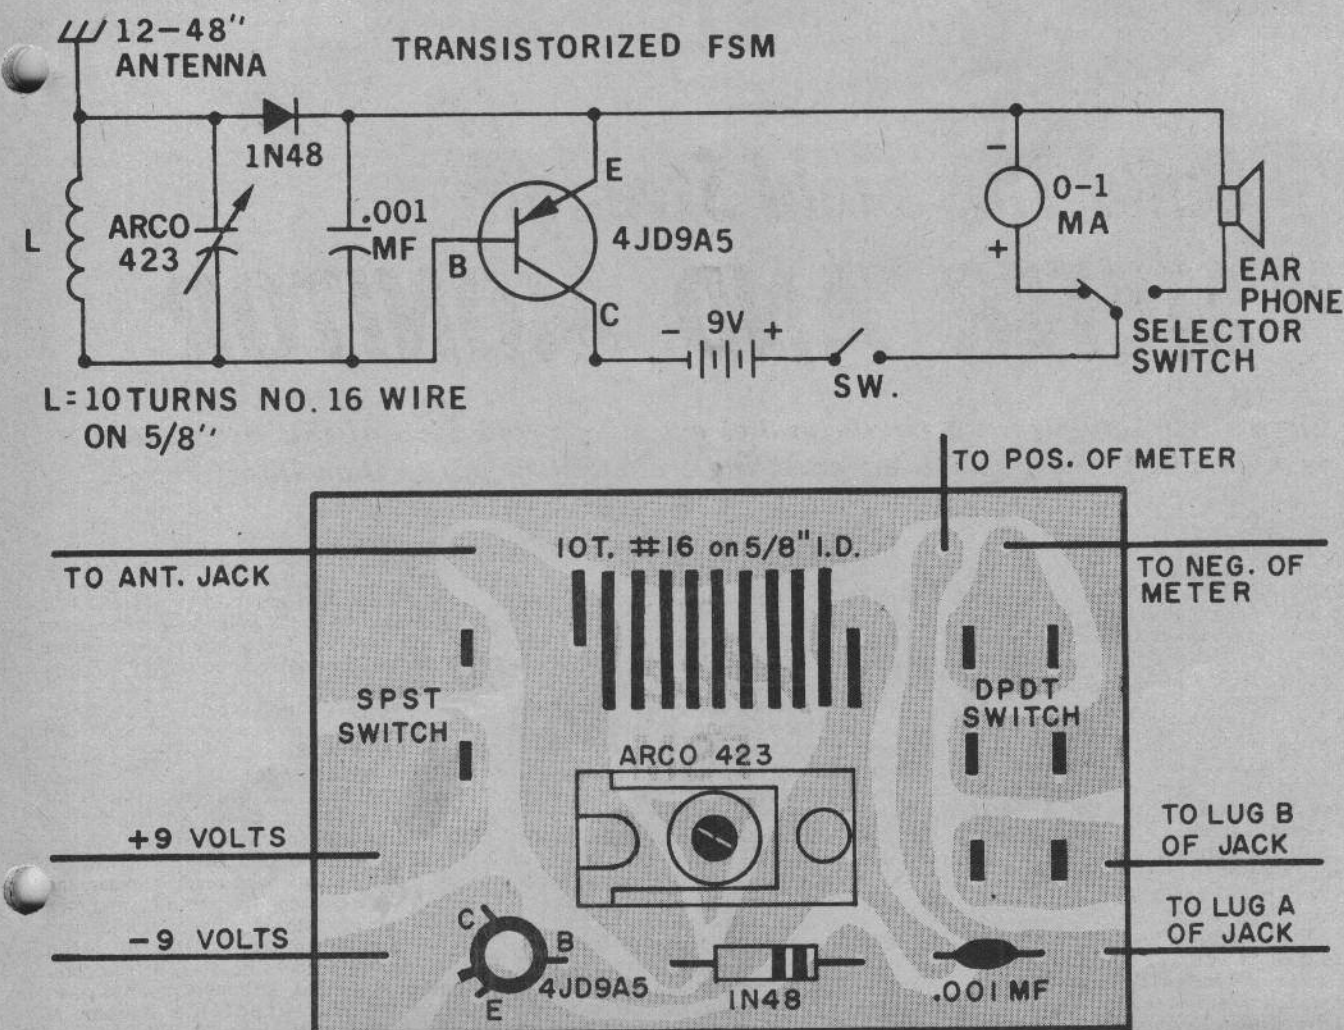 12-48"
ANTENNA
TRANSISTORIZED FSM
1N48
L
ARCO
423
.001
MF
E
B
C
4JD9A5
-
0-1
MA
+
EAR
PHONE
SELECTOR
SWITCH
- 9V +
SW.
L=10 TURNS NO. 16 WIRE
ON 5/8"
TO POS. OF METER
TO ANT. JACK
10T. #16 on 5/8" I.D.
TO NEG. OF
METER
SPST
SWITCH
DPDT
SWITCH
ARCO 423
+9 VOLTS
TO LUG B
OF JACK
-9 VOLTS
TO LUG A
OF JACK
C
B
E
4JD9A5
1N48
.001 MF